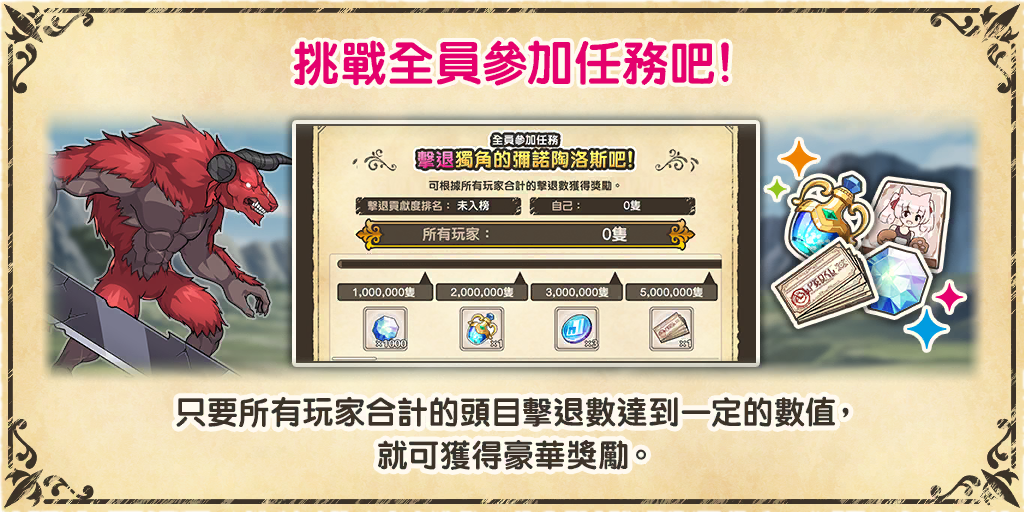 挑戰全員參加任務吧!
全員參加任務
擊退獨角的彌諾陶洛斯吧!
可根據所有玩家合計的擊退數獲得獎勵。
擊退貢獻度排名: 未入榜
自己: 0隻
所有玩家: 0隻
1,000,000隻 2,000,000隻 3,000,000隻 5,000,000隻
x1000 x1 x3 x1
只要所有玩家合計的頭目擊退數達到一定的數值,
就可獲得豪華獎勵。